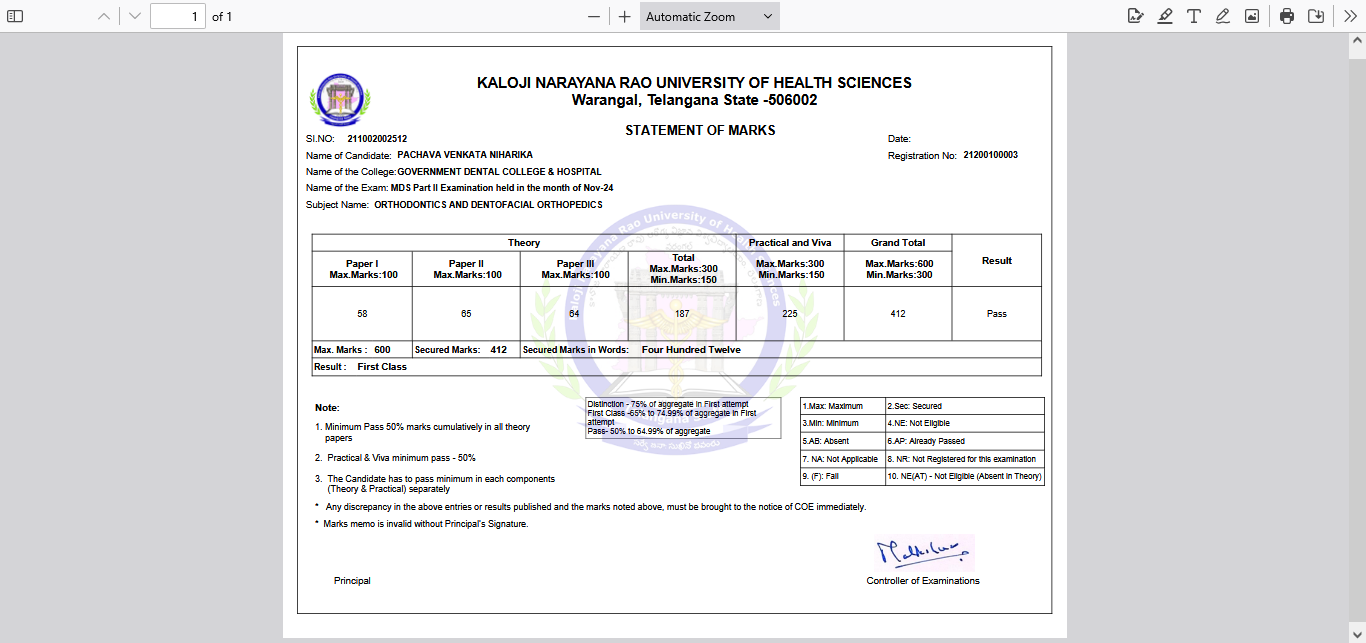 1 of 1 Automatic Zoom
KALOJI NARAYANA RAO UNIVERSITY OF HEALTH SCIENCES
Warangal, Telangana State -506002
STATEMENT OF MARKS
SI.NO: 211002002512 Date:
Name of Candidate: PACHAVA VENKATA NIHARIKA Registration No: 21200100003
Name of the College: GOVERNMENT DENTAL COLLEGE & HOSPITAL
Name of the Exam: MDS Part II Examination held in the month of Nov-24
Subject Name: ORTHODONTICS AND DENTOFACIAL ORTHOPEDICS
Theory Practical and Viva Grand Total Result
Paper I Paper II Paper III Total
Max.Marks:100 Max.Marks:100 Max.Marks:100 Max.Marks:300 Max.Marks:300 Max.Marks:600
Min.Marks:150 Min.Marks:150 Min.Marks:300
58 65 64 187 225 412 Pass
Max. Marks : 600 Secured Marks: 412 Secured Marks in Words: Four Hundred Twelve
Result : First Class
Note:
1. Minimum Pass 50% marks cumulatively in all theory
papers
2. Practical & Viva minimum pass - 50%
3. The Candidate has to pass minimum in each components
(Theory & Practical) separately
* Any discrepancy in the above entries or results published and the marks noted above, must be brought to the notice of COE immediately.
* Marks memo is invalid without Principal's Signature.
Distinction - 75% of aggregate in First attempt
First Class -65% to 74.99% of aggregate in First
attempt
Pass- 50% to 64.99% of aggregate
1.Max: Maximum 2.Sec: Secured
3.Min: Minimum 4.NE: Not Eligible
5.AB: Absent 6.AP: Already Passed
7. NA: Not Applicable 8. NR: Not Registered for this examination
9. (F): Fail 10. NE(AT) - Not Eligible (Absent in Theory)
Principal Controller of Examinations